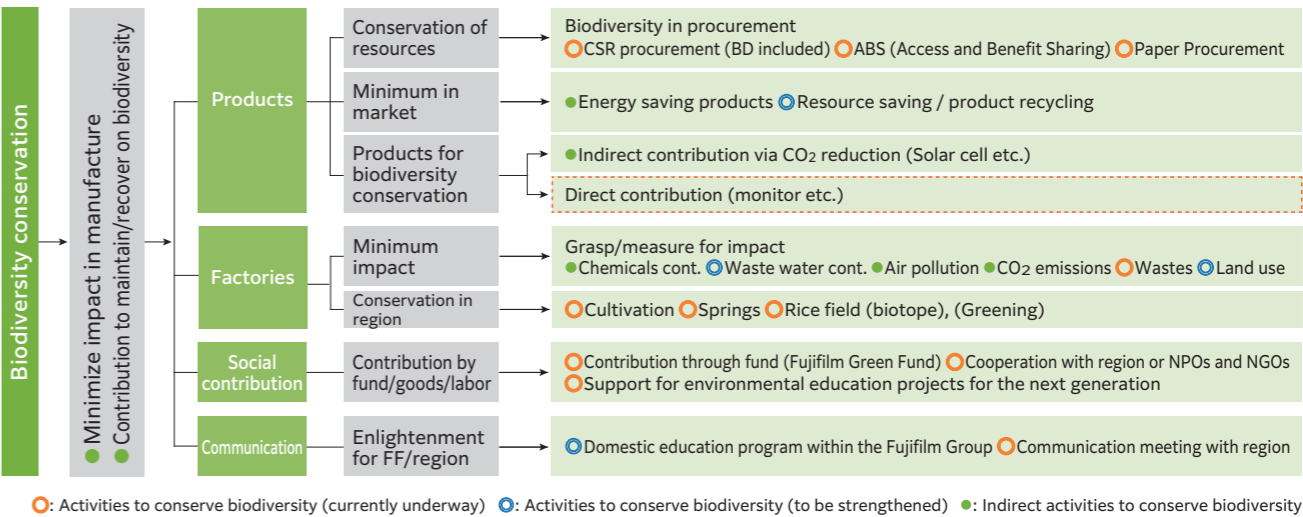 Biodiversity conservation
● Minimize impact in manufacture
● Contribution to maintain/recover on biodiversity
Products
Conservation of
resources
Biodiversity in procurement
○CSR procurement (BD included) ○ABS (Access and Benefit Sharing) ○Paper Procurement
Minimum in
market
●Energy saving products ◎Resource saving / product recycling
Products for
biodiversity
conservation
●Indirect contribution via CO2 reduction (Solar cell etc.)
Direct contribution (monitor etc.)
Factories
Minimum
impact
Grasp/measure for impact
●Chemicals cont. ◎Waste water cont. ●Air pollution ●CO2 emissions ○Wastes ◎Land use
Conservation in
region
○Cultivation ○Springs ○Rice field (biotope), (Greening)
Social
contribution
Contribution by
fund/goods/labor
○Contribution through fund (Fujifilm Green Fund) ○Cooperation with region or NPOs and NGOs
○Support for environmental education projects for the next generation
Communication
Enlightenment
for FF/region
◎Domestic education program within the Fujifilm Group ○Communication meeting with region
○: Activities to conserve biodiversity (currently underway) ◎: Activities to conserve biodiversity (to be strengthened) ●: Indirect activities to conserve biodiversity